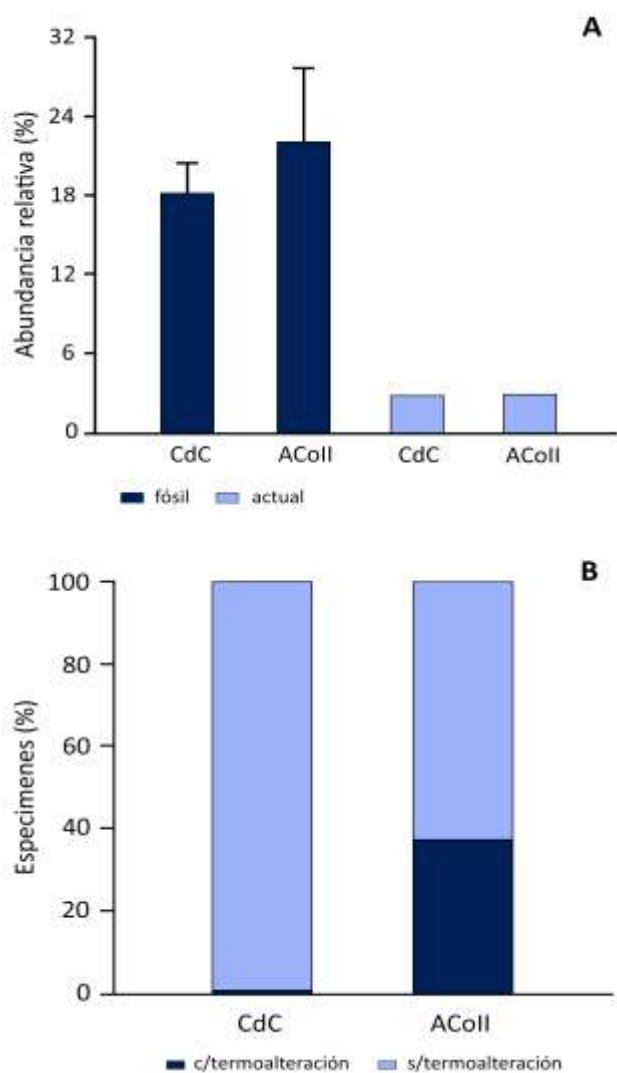 A
Abundancia relativa (%)
32
24
18
12
6
0
CdC
ACoII
CdC
ACoII
fósil
actual
B
Especímenes (%)
100
80
60
40
20
0
CdC
ACoII
c/termoalteración
s/termoalteración